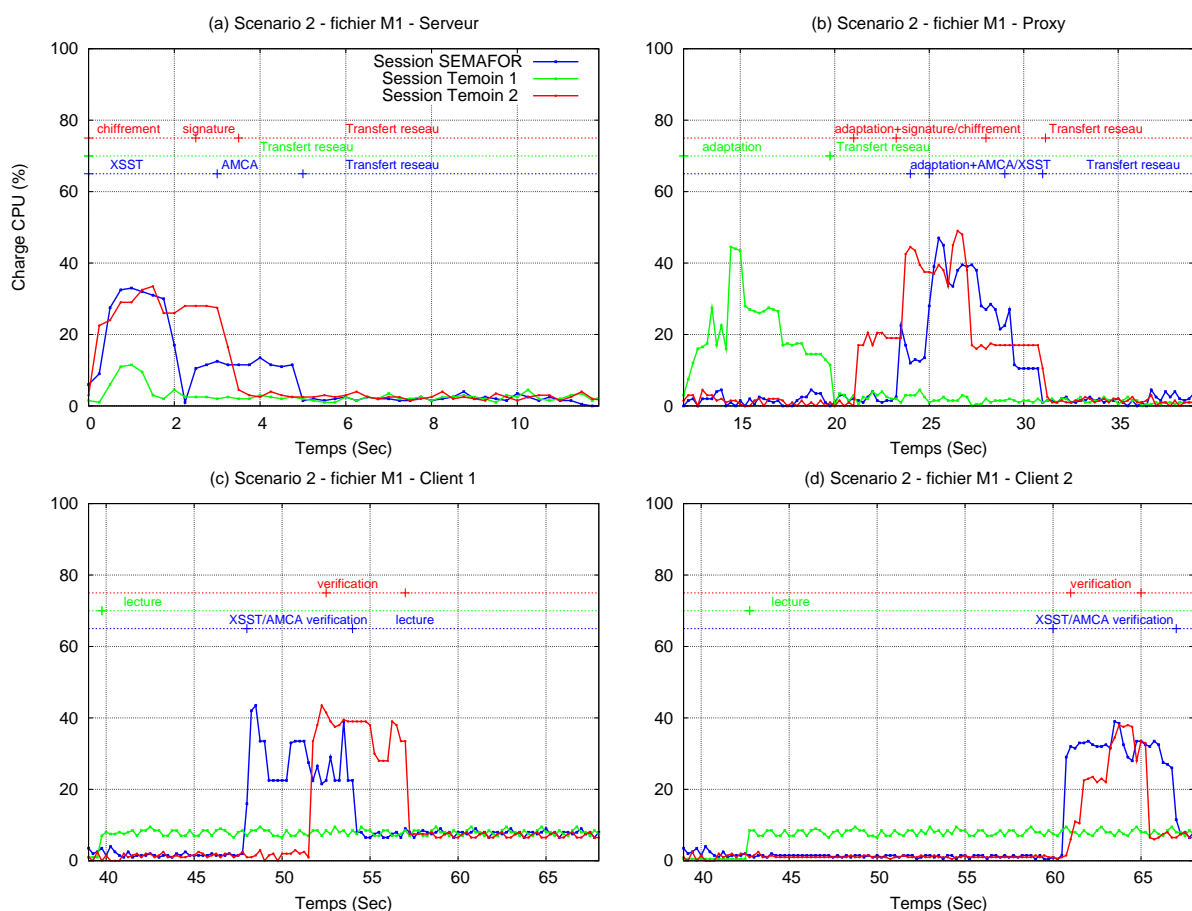 (a) Scenario 2 - fichier M1 - Serveur
100
80
60
40
20
0
Charge CPU (%)
Session SEMAFOR
Session Temoin 1
Session Temoin 2
chiffrement signature Transfert reseau
Transfert reseau
XSST AMCA Transfert reseau
0 2 4 6 8 10
Temps (Sec)
(b) Scenario 2 - fichier M1 - Proxy
100
80
60
40
20
0
adaptation+signature/chiffrement Transfert reseau
adaptation Transfert reseau
adaptation+AMCA/XSST Transfert reseau
15 20 25 30 35
Temps (Sec)
(c) Scenario 2 - fichier M1 - Client 1
100
80
60
40
20
0
verification
lecture
XSST/AMCA verification lecture
40 45 50 55 60 65
Temps (Sec)
(d) Scenario 2 - fichier M1 - Client 2
100
80
60
40
20
0
verification
lecture
XSST/AMCA verification
40 45 50 55 60 65
Temps (Sec)